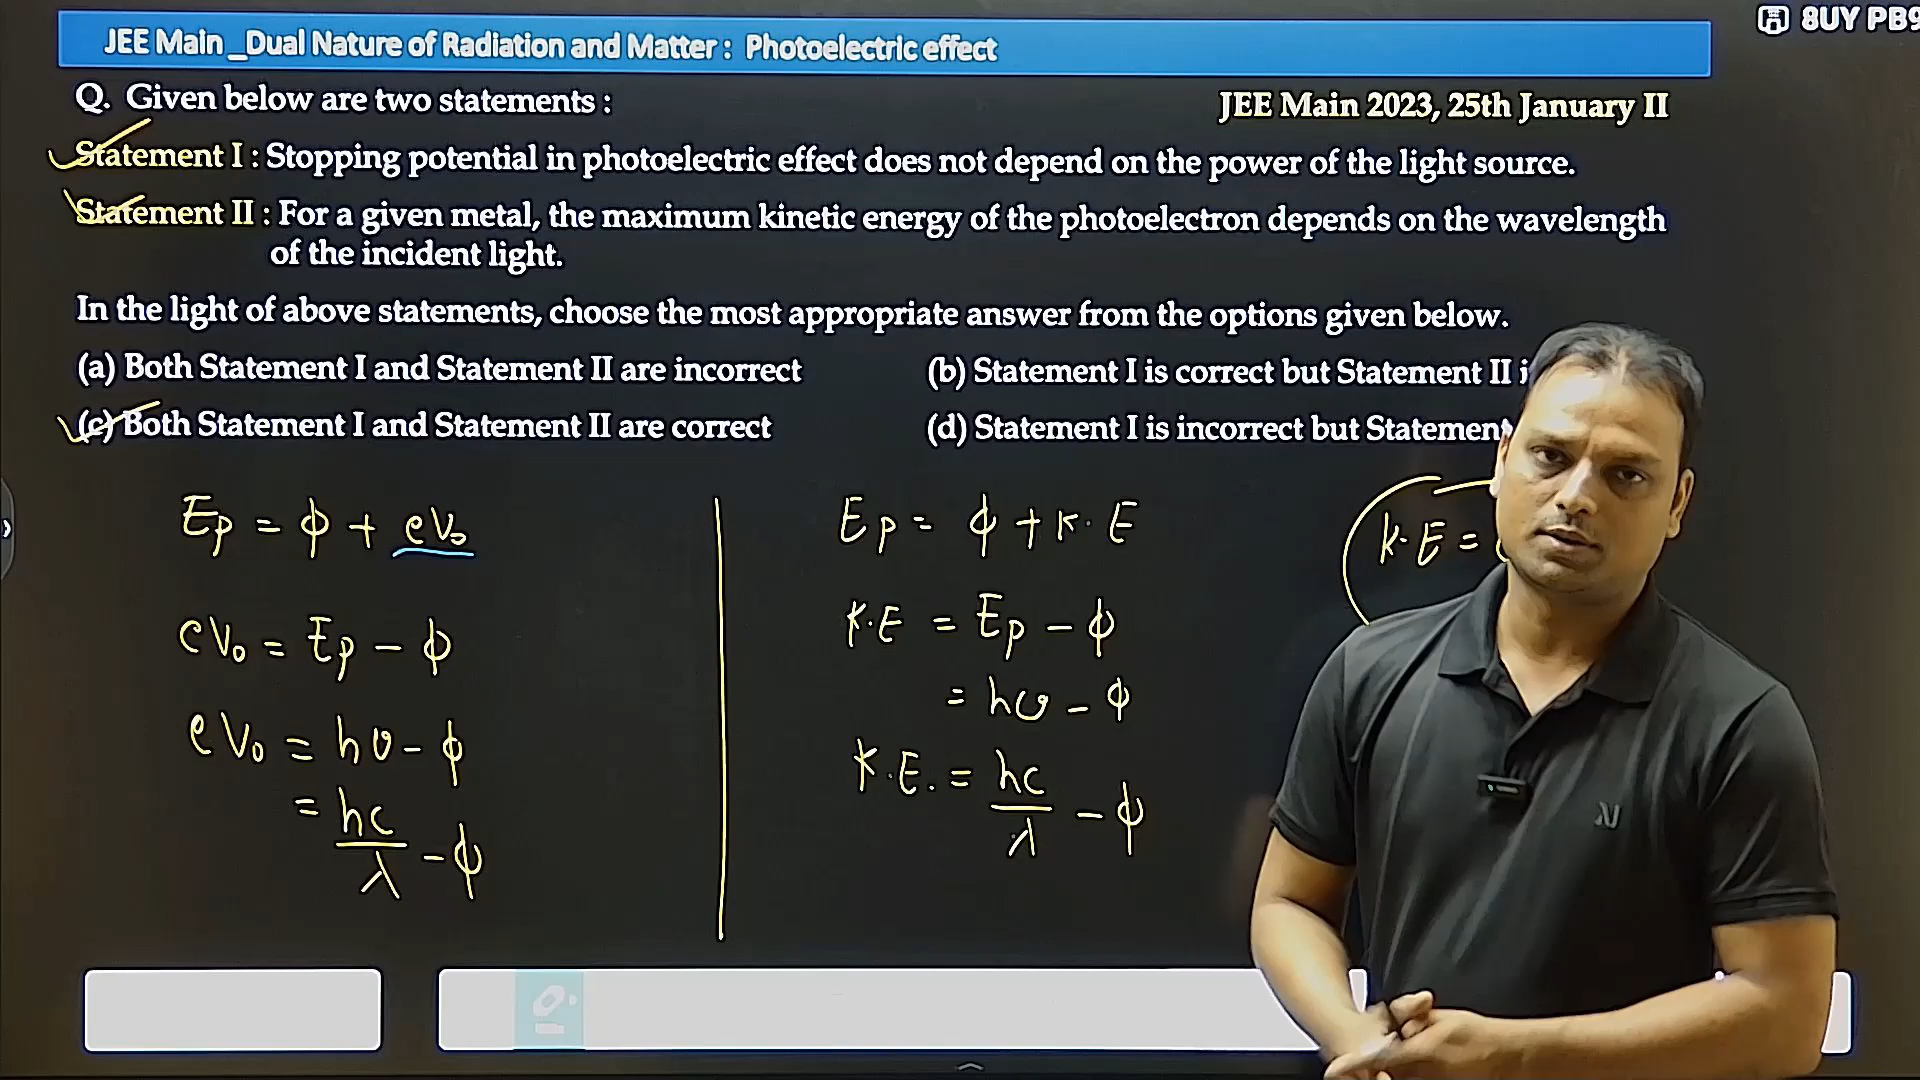 8UY PB9
JEE Main _Dual Nature of Radiation and Matter : Photoelectric effect
Q. Given below are two statements :
JEE Main 2023, 25th January II
Statement I : Stopping potential in photoelectric effect does not depend on the power of the light source.
Statement II : For a given metal, the maximum kinetic energy of the photoelectron depends on the wavelength
of the incident light.
In the light of above statements, choose the most appropriate answer from the options given below.
(a) Both Statement I and Statement II are incorrect
(b) Statement I is correct but Statement II i
(c) Both Statement I and Statement II are correct
(d) Statement I is incorrect but Statement
Ep = ϕ + eV₀
eV₀ = Ep − ϕ
eV₀ = hυ − ϕ
= hc/λ − ϕ
Ep = ϕ + K.E
K.E = Ep − ϕ
= hυ − ϕ
K.E. = hc/λ − ϕ
K.E =